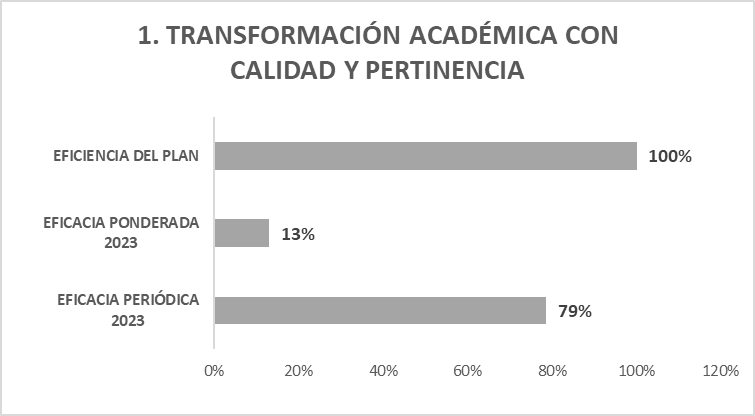 1. TRANSFORMACIÓN ACADÉMICA CON
CALIDAD Y PERTINENCIA
EFICIENCIA DEL PLAN
100%
EFICACIA PONDERADA
2023
13%
EFICACIA PERIÓDICA
2023
79%
0% 20% 40% 60% 80% 100% 120%